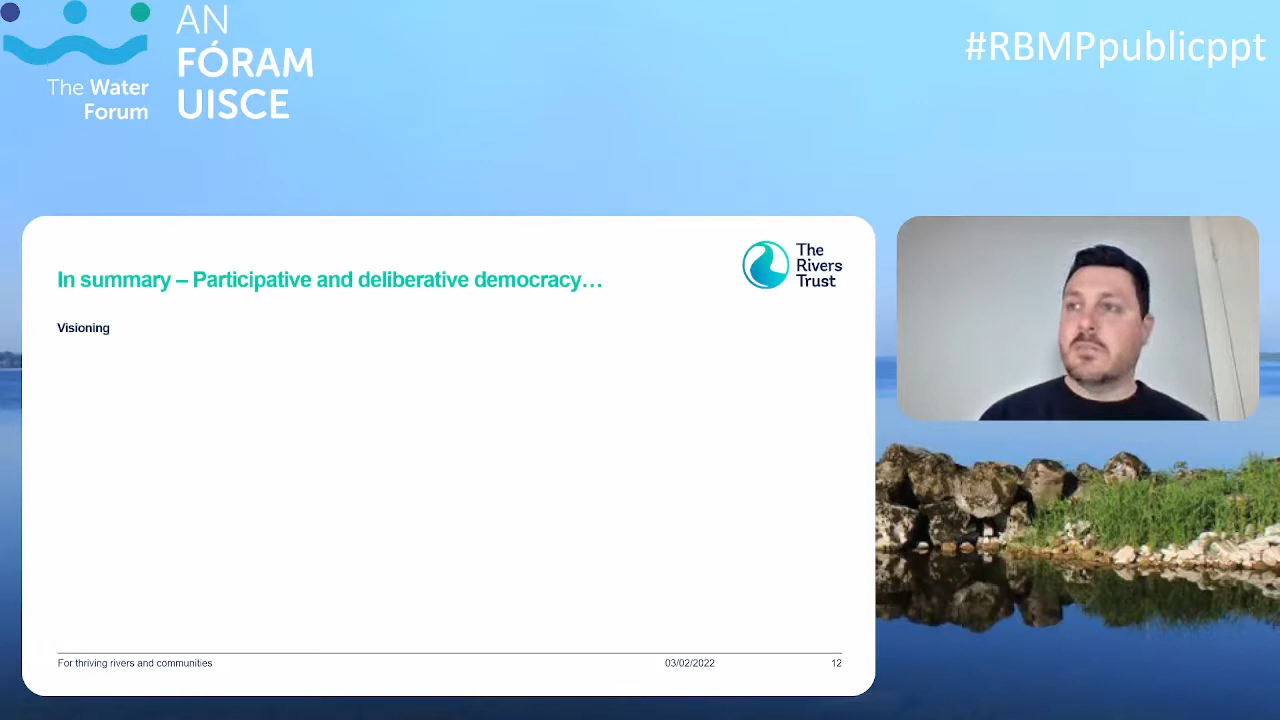 The Water
Forum
AN
FÓRAM
UISCE
#RBMPpublicppt
In summary – Participative and deliberative democracy…
The
Rivers
Trust
Visioning
For thriving rivers and communities
03/02/2022
12